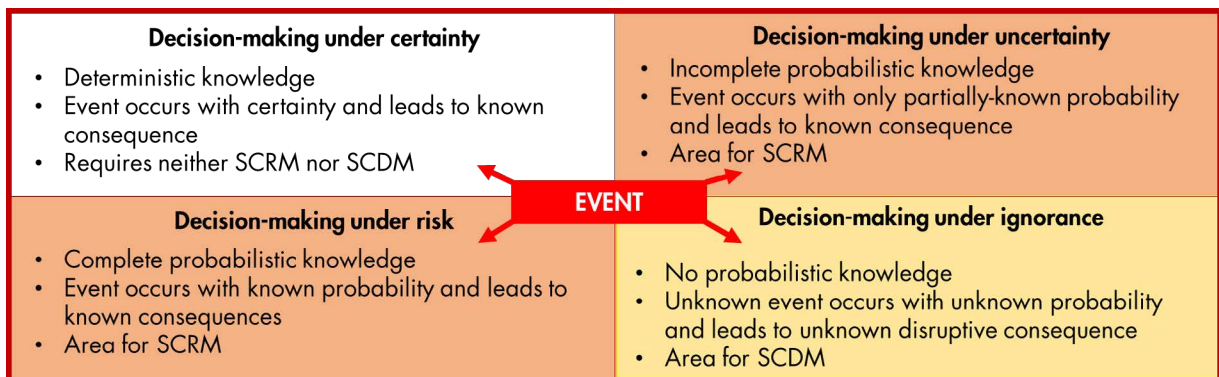 Decision-making under certainty
• Deterministic knowledge
• Event occurs with certainty and leads to known
consequence
• Requires neither SCRM nor SCDM
Decision-making under uncertainty
• Incomplete probabilistic knowledge
• Event occurs with only partially-known probability
and leads to known consequence
• Area for SCRM
EVENT
Decision-making under risk
• Complete probabilistic knowledge
• Event occurs with known probability and leads to
known consequences
• Area for SCRM
Decision-making under ignorance
• No probabilistic knowledge
• Unknown event occurs with unknown probability
and leads to unknown disruptive consequence
• Area for SCDM